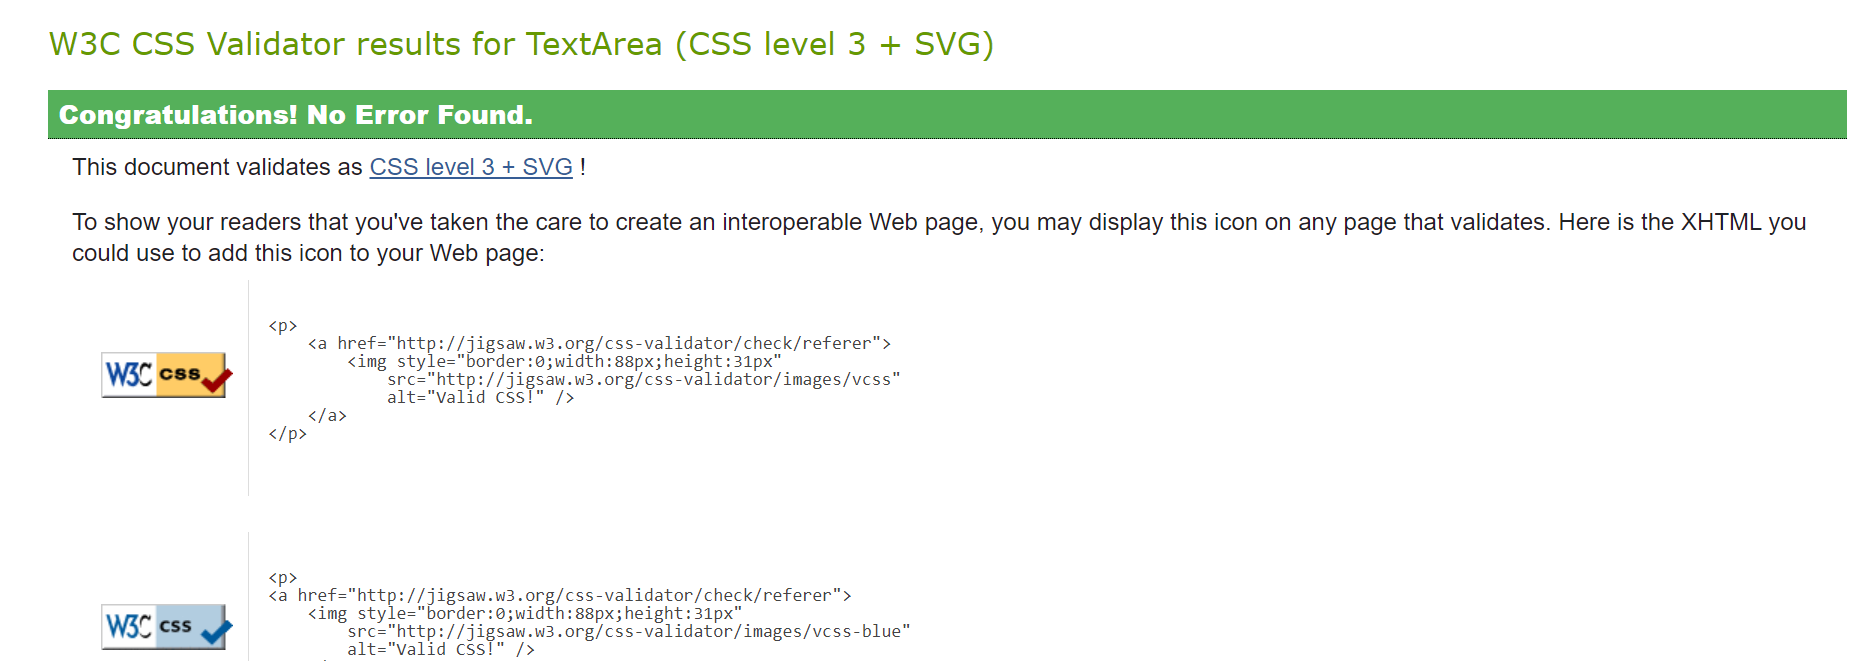 W3C CSS Validator results for TextArea (CSS level 3 + SVG)
Congratulations! No Error Found.
This document validates as CSS level 3 + SVG !
To show your readers that you've taken the care to create an interoperable Web page, you may display this icon on any page that validates. Here is the XHTML you
could use to add this icon to your Web page:
<p>
<a href="http://jigsaw.w3.org/css-validator/check/referer">
<img style="border:0;width:88px;height:31px"
W3C css
src="http://jigsaw.w3.org/css-validator/images/vcss"
alt="Valid CSS!" />
</a>
</p>
<p>
<a href="http://jigsaw.w3.org/css-validator/check/referer">
<img style="border:0;width:88px;height:31px"
W3C css
src="http://jigsaw.w3.org/css-validator/images/vcss-blue"
alt="Valid CSS!" />